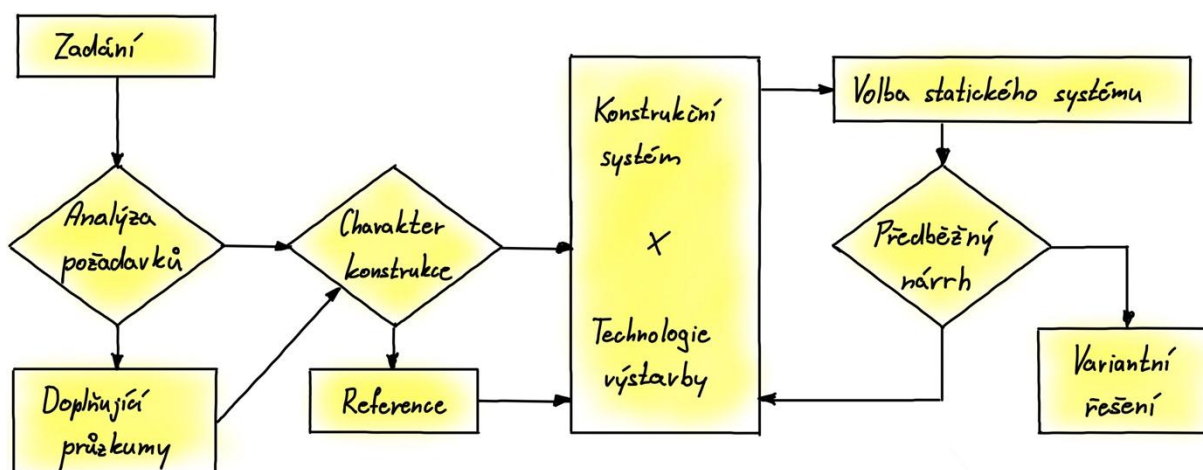 Zadání
Analýza
požadavků
Doplňující
průzkumy
Charakter
konstrukce
Reference
Konstrukční
systém
×
Technologie
výstavby
Volba statického systému
Předběžný
návrh
Variantní
řešení